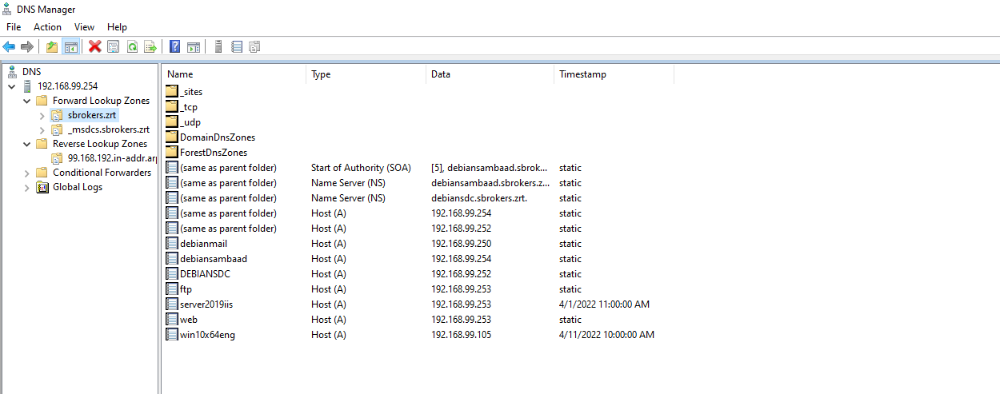 DNS Manager
File Action View Help
DNS
192.168.99.254
Forward Lookup Zones
sbrokers.zrt
_msdcs.sbrokers.zrt
Reverse Lookup Zones
99.168.192.in-addr.arp
Conditional Forwarders
Global Logs
Name Type Data Timestamp
_sites
_tcp
_udp
DomainDnsZones
ForestDnsZones
(same as parent folder) Start of Authority (SOA) [5], debiansambaad.sbrok... static
(same as parent folder) Name Server (NS) debiansambaad.sbrokers.z... static
(same as parent folder) Name Server (NS) debiansdc.sbrokers.zrt. static
(same as parent folder) Host (A) 192.168.99.254 static
(same as parent folder) Host (A) 192.168.99.252 static
debianmail Host (A) 192.168.99.250 static
debiansambaad Host (A) 192.168.99.254 static
DEBIANSDC Host (A) 192.168.99.252 static
ftp Host (A) 192.168.99.253 static
server2019iis Host (A) 192.168.99.253 4/1/2022 11:00:00 AM
web Host (A) 192.168.99.253 static
win10x64eng Host (A) 192.168.99.105 4/11/2022 10:00:00 AM